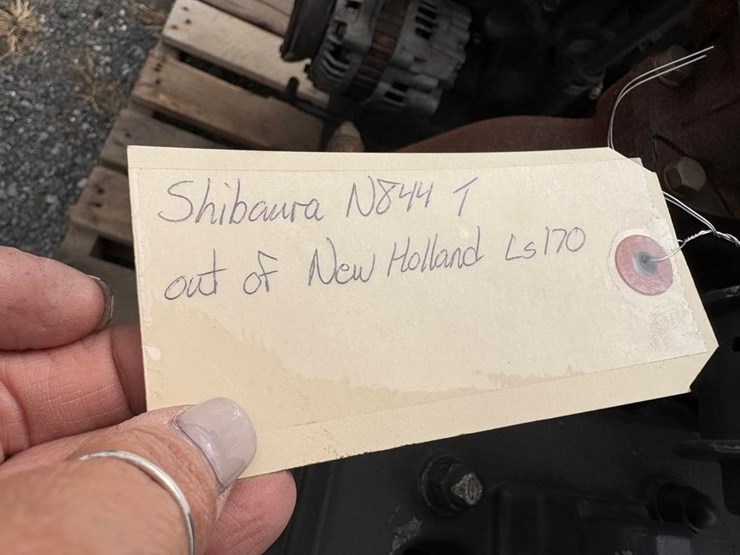 Shibaura N844 T
out of New Holland Ls170